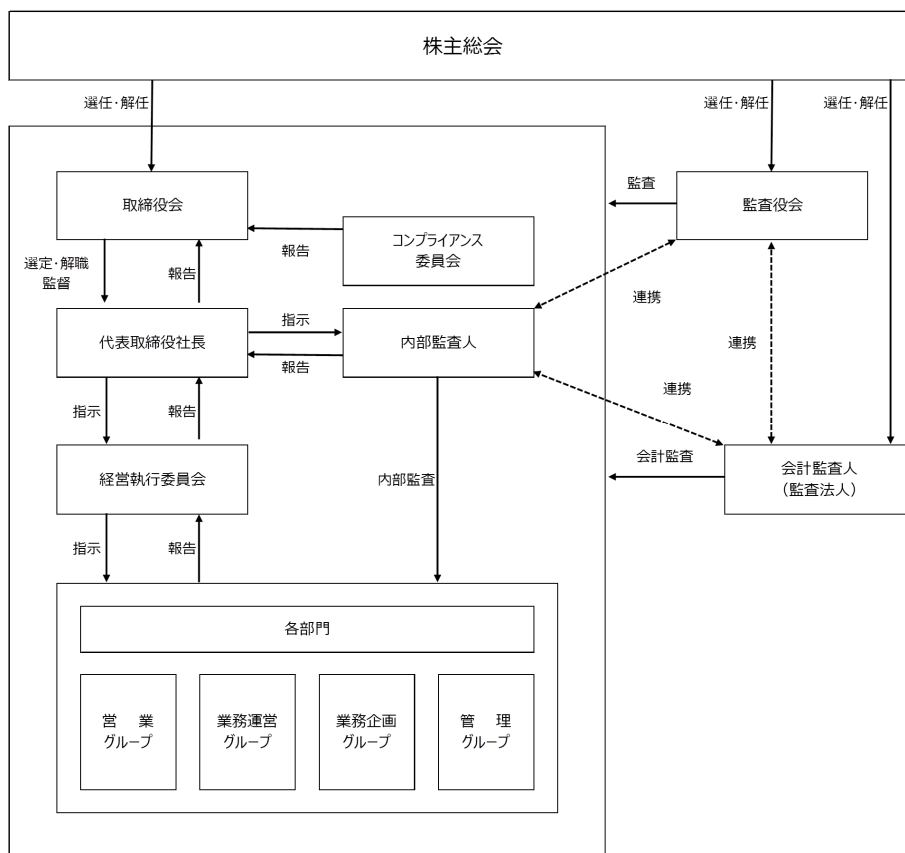 株主総会
選任・解任
選任・解任
選任・解任
取締役会
監査
監査役会
コンプライアンス
委員会
報告
選定・解職
監督
報告
連携
代表取締役社長
指示
報告
内部監査人
連携
連携
指示
報告
経営執行委員会
内部監査
会計監査
会計監査人
（監査法人）
指示
報告
各部門
営　業
グループ
業務運営
グループ
業務企画
グループ
管　理
グループ